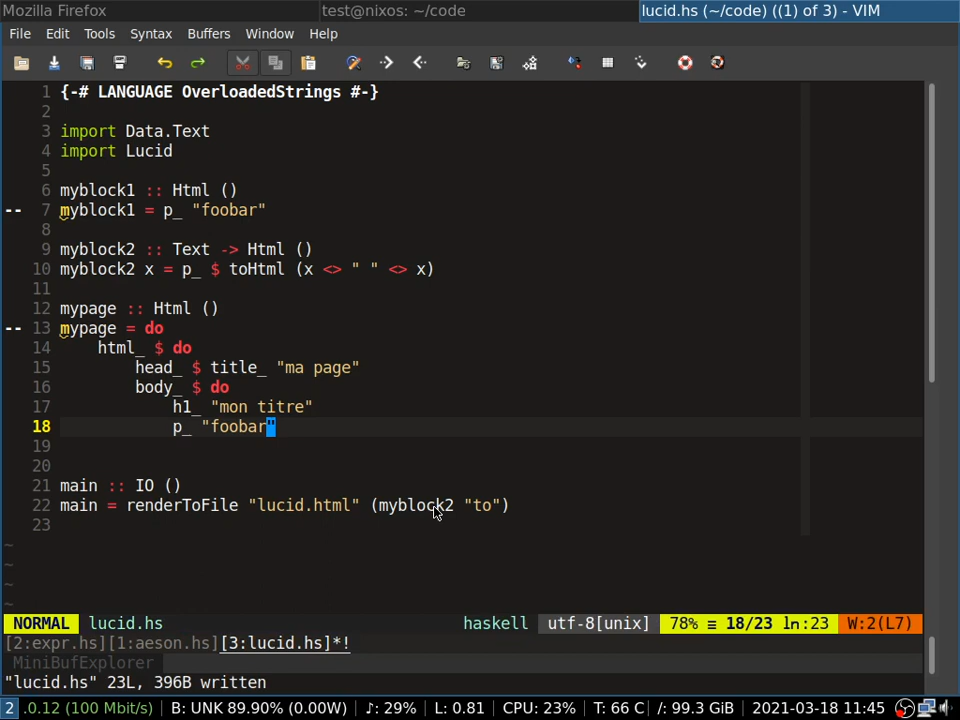 Mozilla Firefox test@nixos: ~/code lucid.hs (~/code) ((1) of 3) - VIM
File Edit Tools Syntax Buffers Window Help
1 {-# LANGUAGE OverloadedStrings #-}
2
3 import Data.Text
4 import Lucid
5
6 myblock1 :: Html ()
-- 7 myblock1 = p_ "foobar"
8
9 myblock2 :: Text -> Html ()
10 myblock2 x = p_ $ toHtml (x <> " " <> x)
11
12 mypage :: Html ()
-- 13 mypage = do
14     html_ $ do
15         head_ $ title_ "ma page"
16         body_ $ do
17             h1_ "mon titre"
18             p_ "foobar"
19
20
21 main :: IO ()
22 main = renderToFile "lucid.html" (myblock2 "to")
23
~
~
~
~
NORMAL lucid.hs haskell utf-8[unix] 78% ≡ 18/23 ln:23 W:2(L7)
[2:expr.hs][1:aeson.hs][3:lucid.hs]*!
MiniBufExplorer
"lucid.hs" 23L, 396B written
2 .0.12 (100 Mbit/s) | B: UNK 89.90% (0.00W) | ♪: 29% | L: 0.81 | CPU: 23% | T: 66 C | /: 99.3 GiB | 2021-03-18 11:45